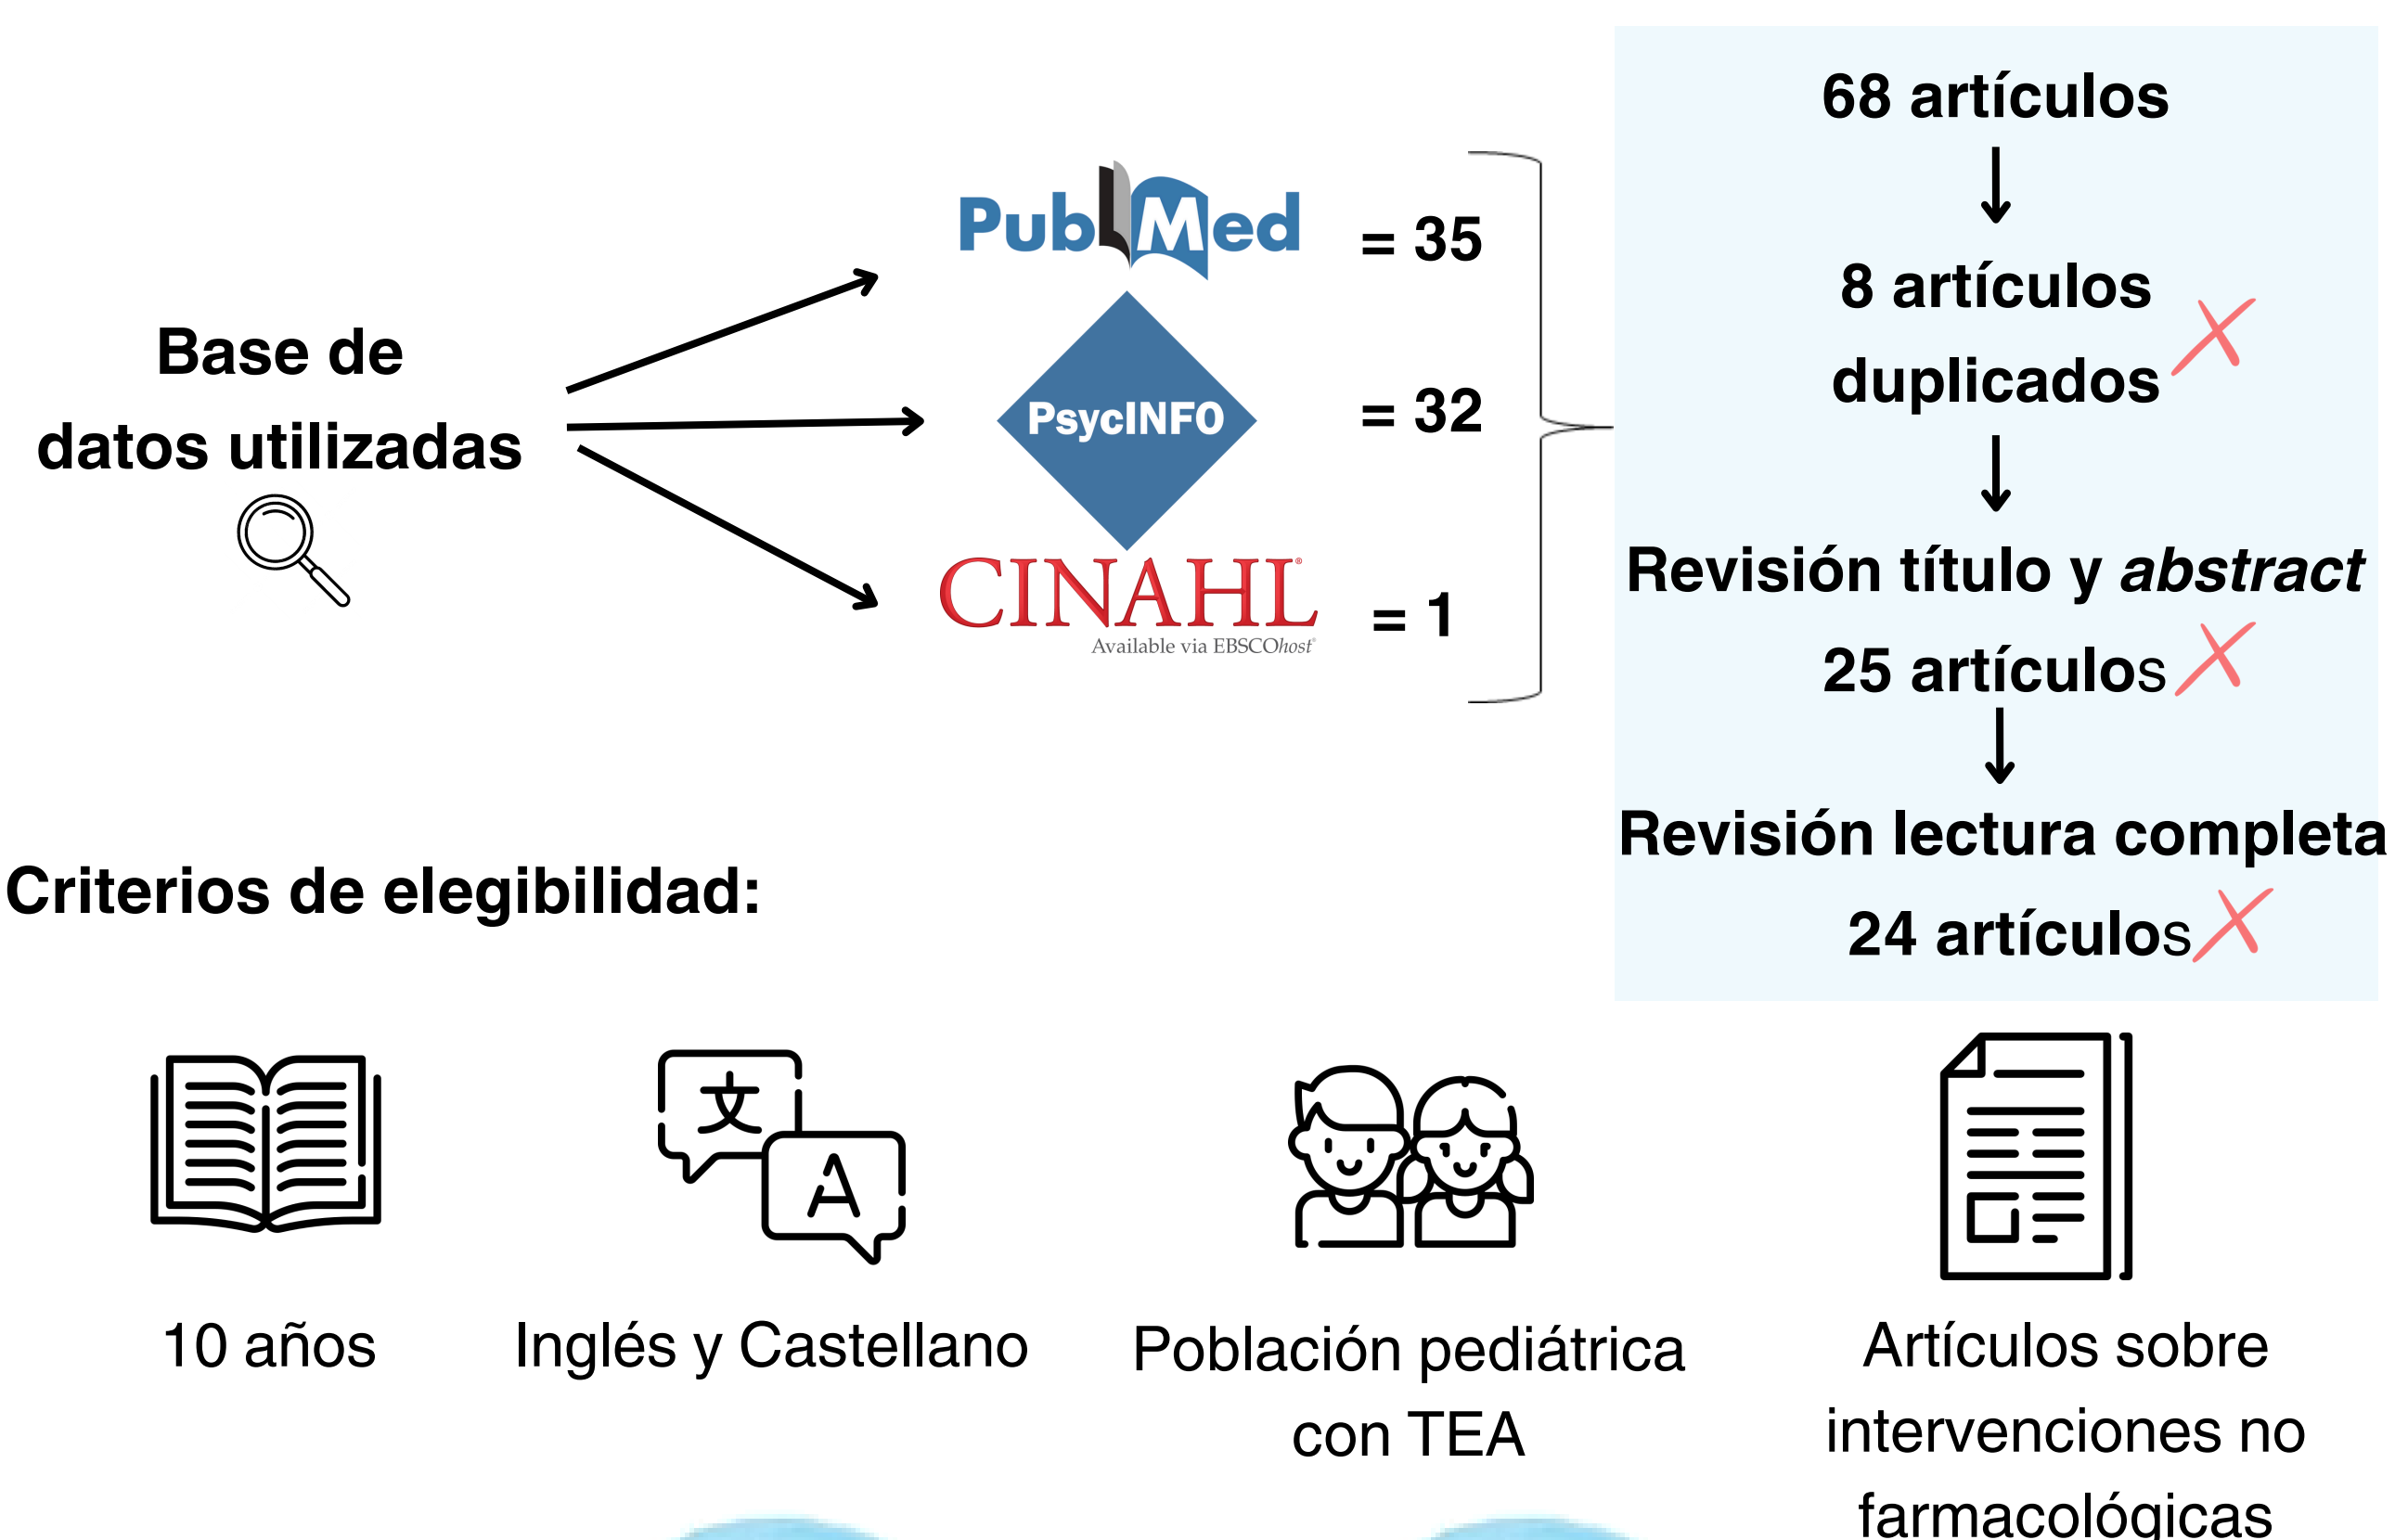 Base de
datos utilizadas
PubMed
= 35
PsycINFO
= 32
CINAHL®
Available via EBSCOhost
= 1
68 artículos
8 artículos
duplicados
Revisión título y abstract
25 artículos
Revisión lectura completa
24 artículos
Criterios de elegibilidad:
文
A
10 años
Inglés y Castellano
Población pediátrica
con TEA
Artículos sobre
intervenciones no
farmacológicas